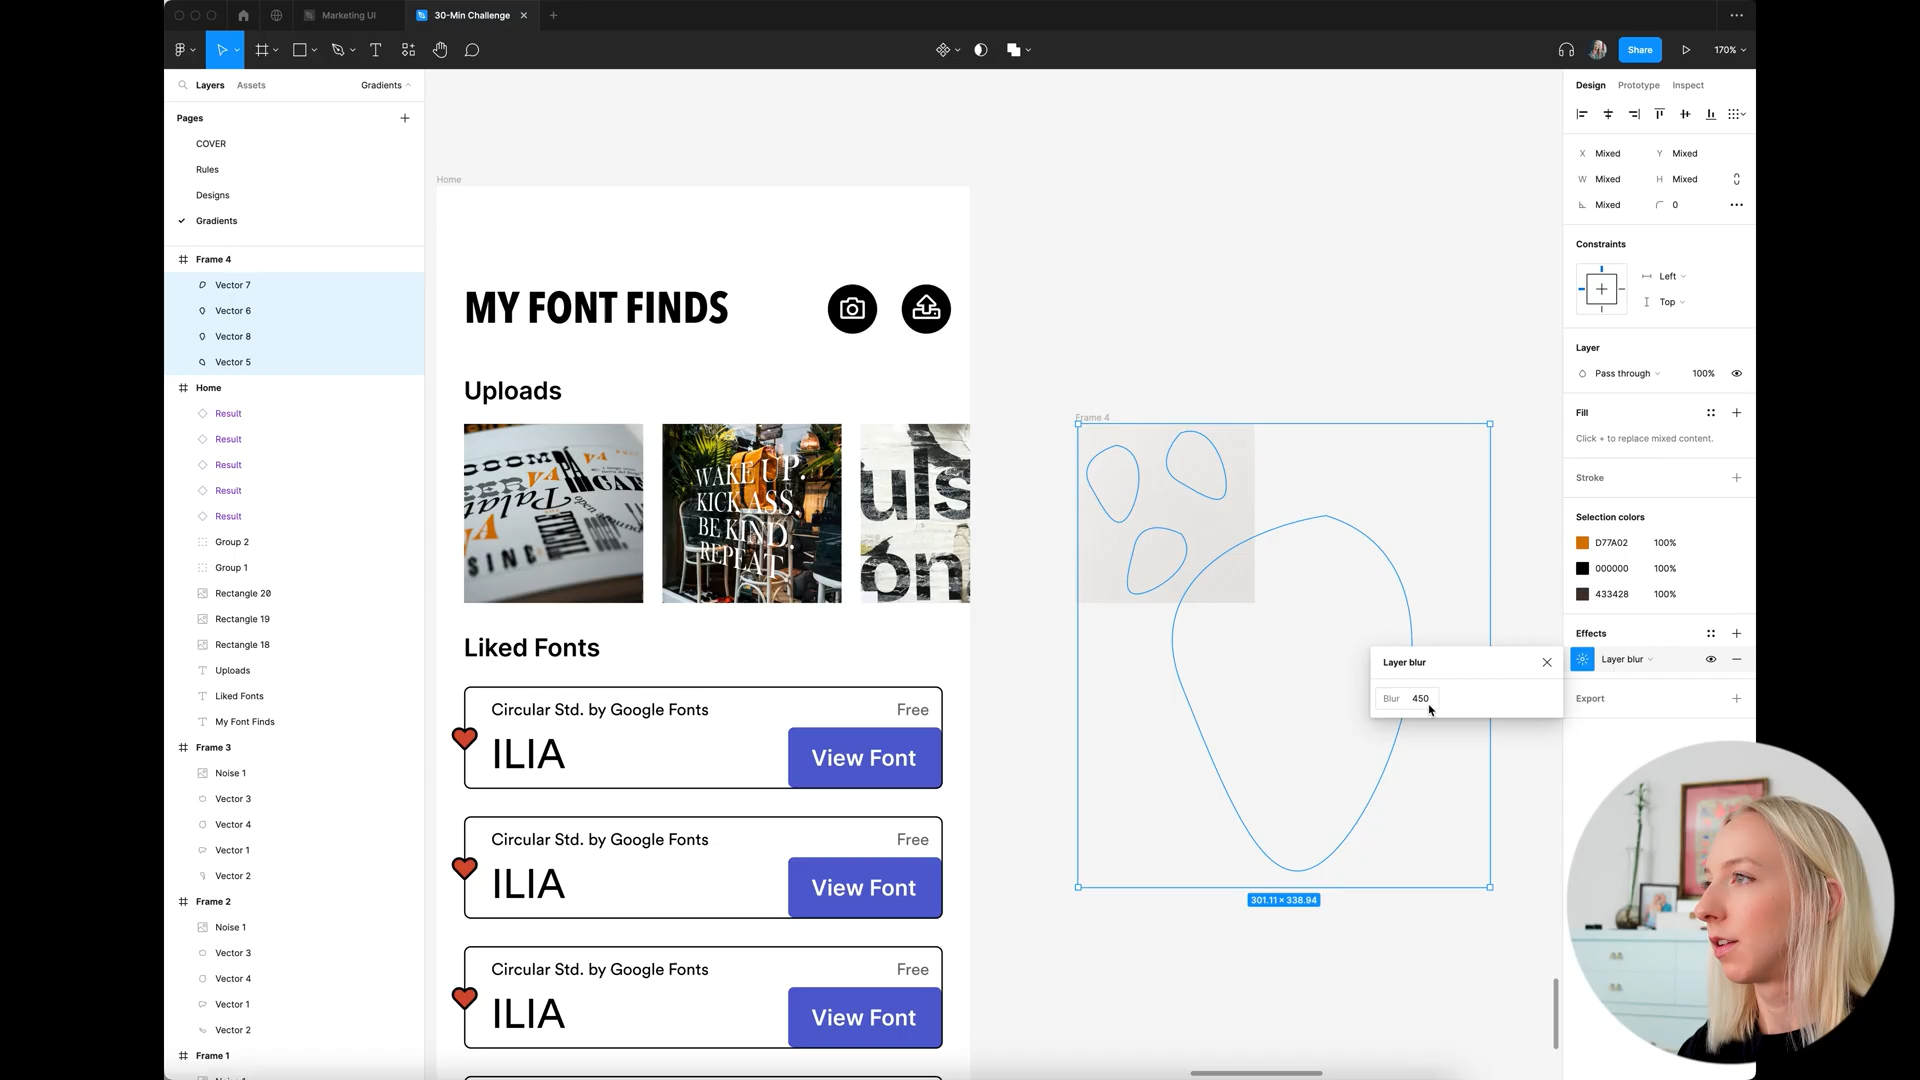 Marketing UI
30-Min Challenge
Share
170%
Layers
Assets
Gradients
Pages
COVER
Rules
Designs
Gradients
Frame 4
Vector 7
Vector 6
Vector 8
Vector 5
Home
Result
Result
Result
Result
Result
Group 2
Group 1
Rectangle 20
Rectangle 19
Rectangle 18
Uploads
Liked Fonts
My Font Finds
Frame 3
Noise 1
Vector 3
Vector 4
Vector 1
Vector 2
Frame 2
Noise 1
Vector 3
Vector 4
Vector 1
Vector 2
Frame 1
Home
MY FONT FINDS
Uploads
WAKE UP.
KICK ASS.
BE KIND.
REPEAT.
Liked Fonts
Circular Std. by Google Fonts
Free
ILIA
View Font
Circular Std. by Google Fonts
Free
ILIA
View Font
Circular Std. by Google Fonts
Free
ILIA
View Font
Frame 4
301.11 × 338.94
Layer blur
Blur 450
Design
Prototype
Inspect
X Mixed
Y Mixed
W Mixed
H Mixed
Mixed
0
Constraints
Left
Top
Layer
Pass through
100%
Fill
Click + to replace mixed content.
Stroke
Selection colors
D77A02 100%
000000 100%
433428 100%
Effects
Layer blur
Export